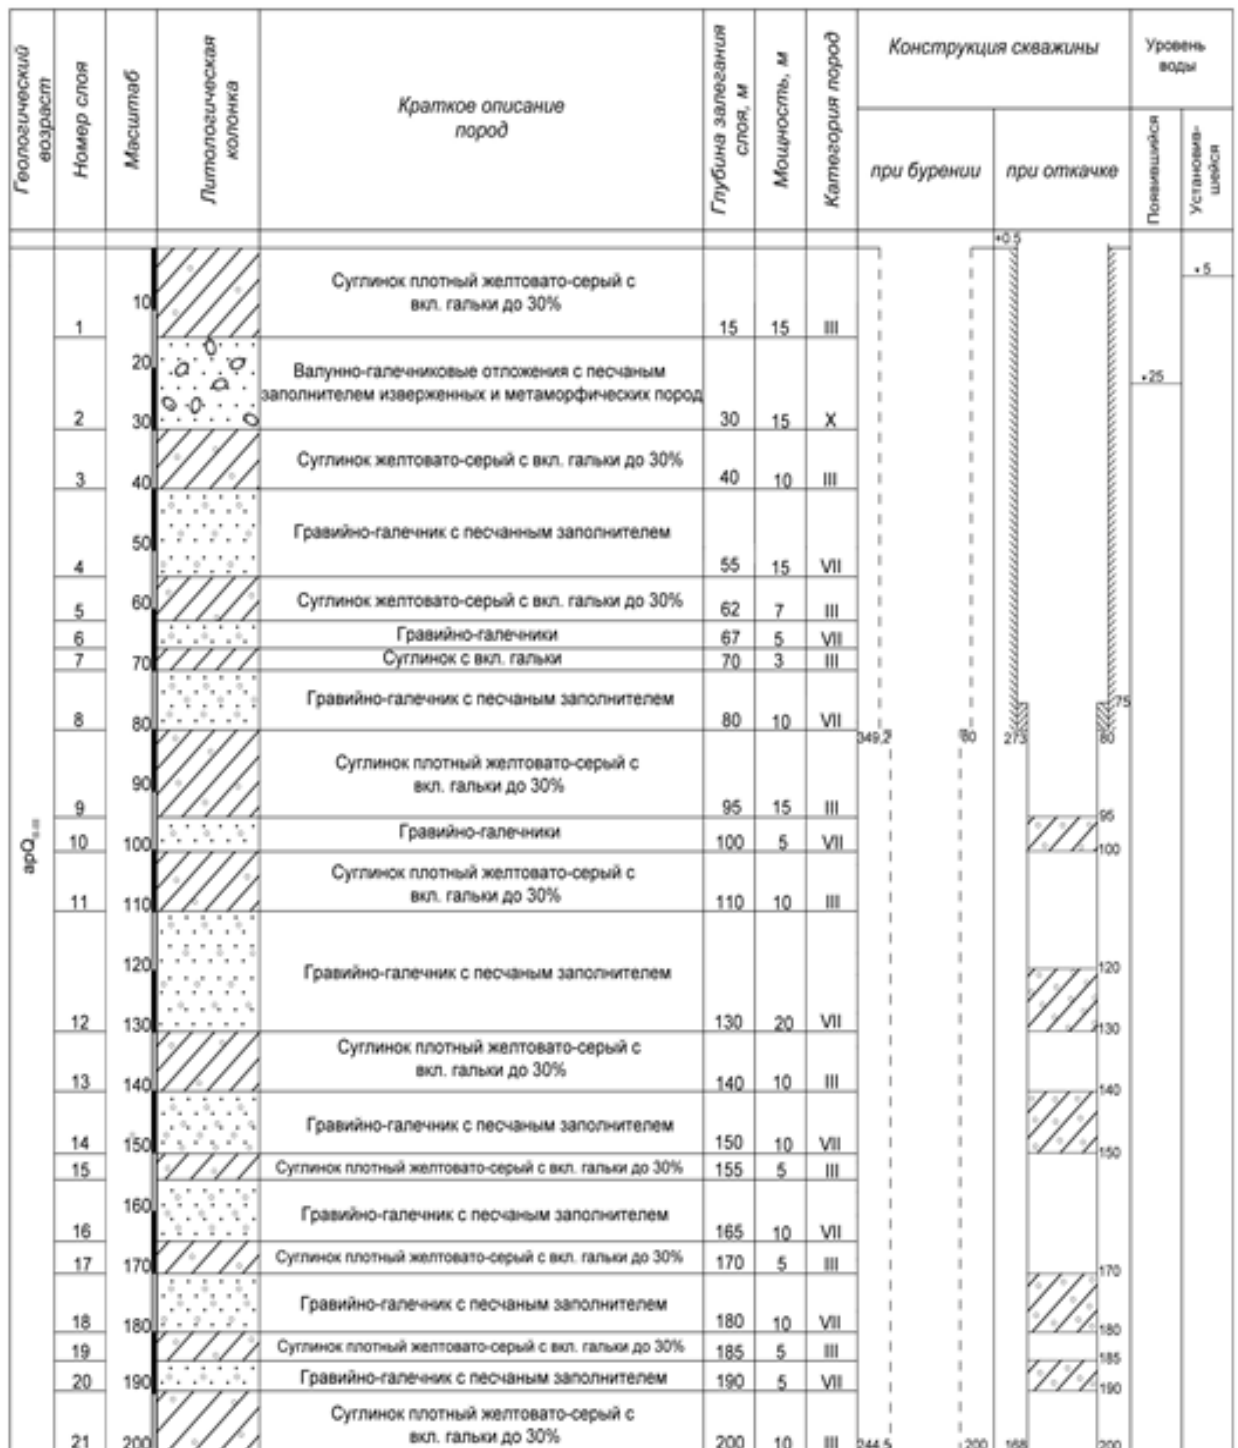 Геологический
возраст
Номер слоя
Масштаб
Литологическая
колонка
Краткое описание
пород
Глубина залегания
слоя, м
Мощность, м
Категория пород
Конструкция скважины
при бурении
при откачке
Уровень
воды
Появившийся
Установив-
шейся
+0.5
+5
+25
apQ
10
Суглинок плотный желтовато-серый с
вкл. гальки до 30%
1 15 15 III
20
Валунно-галечниковые отложения с песчаным
заполнителем изверженных и метаморфических пород
2 30 30 15 X
Суглинок желтовато-серый с вкл. гальки до 30%
3 40 40 10 III
Гравийно-галечник с песчанным заполнителем
50
4 55 15 VII
60 Суглинок желтовато-серый с вкл. гальки до 30%
5 62 7 III
6 Гравийно-галечники 67 5 VII
7 70 Суглинок с вкл. гальки 70 3 III
Гравийно-галечник с песчаным заполнителем
75
8 80 80 10 VII
349,2 80 273 80
Суглинок плотный желтовато-серый с
90 вкл. гальки до 30%
9 95 15 III
95
10 100 Гравийно-галечники 100 5 VII
100
Суглинок плотный желтовато-серый с
вкл. гальки до 30%
11 110 110 10 III
120 Гравийно-галечник с песчаным заполнителем 120
12 130 130 20 VII 130
Суглинок плотный желтовато-серый с
вкл. гальки до 30%
13 140 140 10 III 140
Гравийно-галечник с песчаным заполнителем
14 150 150 10 VII 150
15 Суглинок плотный желтовато-серый с вкл. гальки до 30% 155 5 III
160 Гравийно-галечник с песчаным заполнителем
16 165 10 VII
17 170 Суглинок плотный желтовато-серый с вкл. гальки до 30% 170 5 III 170
Гравийно-галечник с песчаным заполнителем
18 180 180 10 VII 180
19 Суглинок плотный желтовато-серый с вкл. гальки до 30% 185 5 III 185
20 190 Гравийно-галечник с песчаным заполнителем 190 5 VII 190
Суглинок плотный желтовато-серый с
вкл. гальки до 30%
21 200 200 10 III 244,5 200 168 200